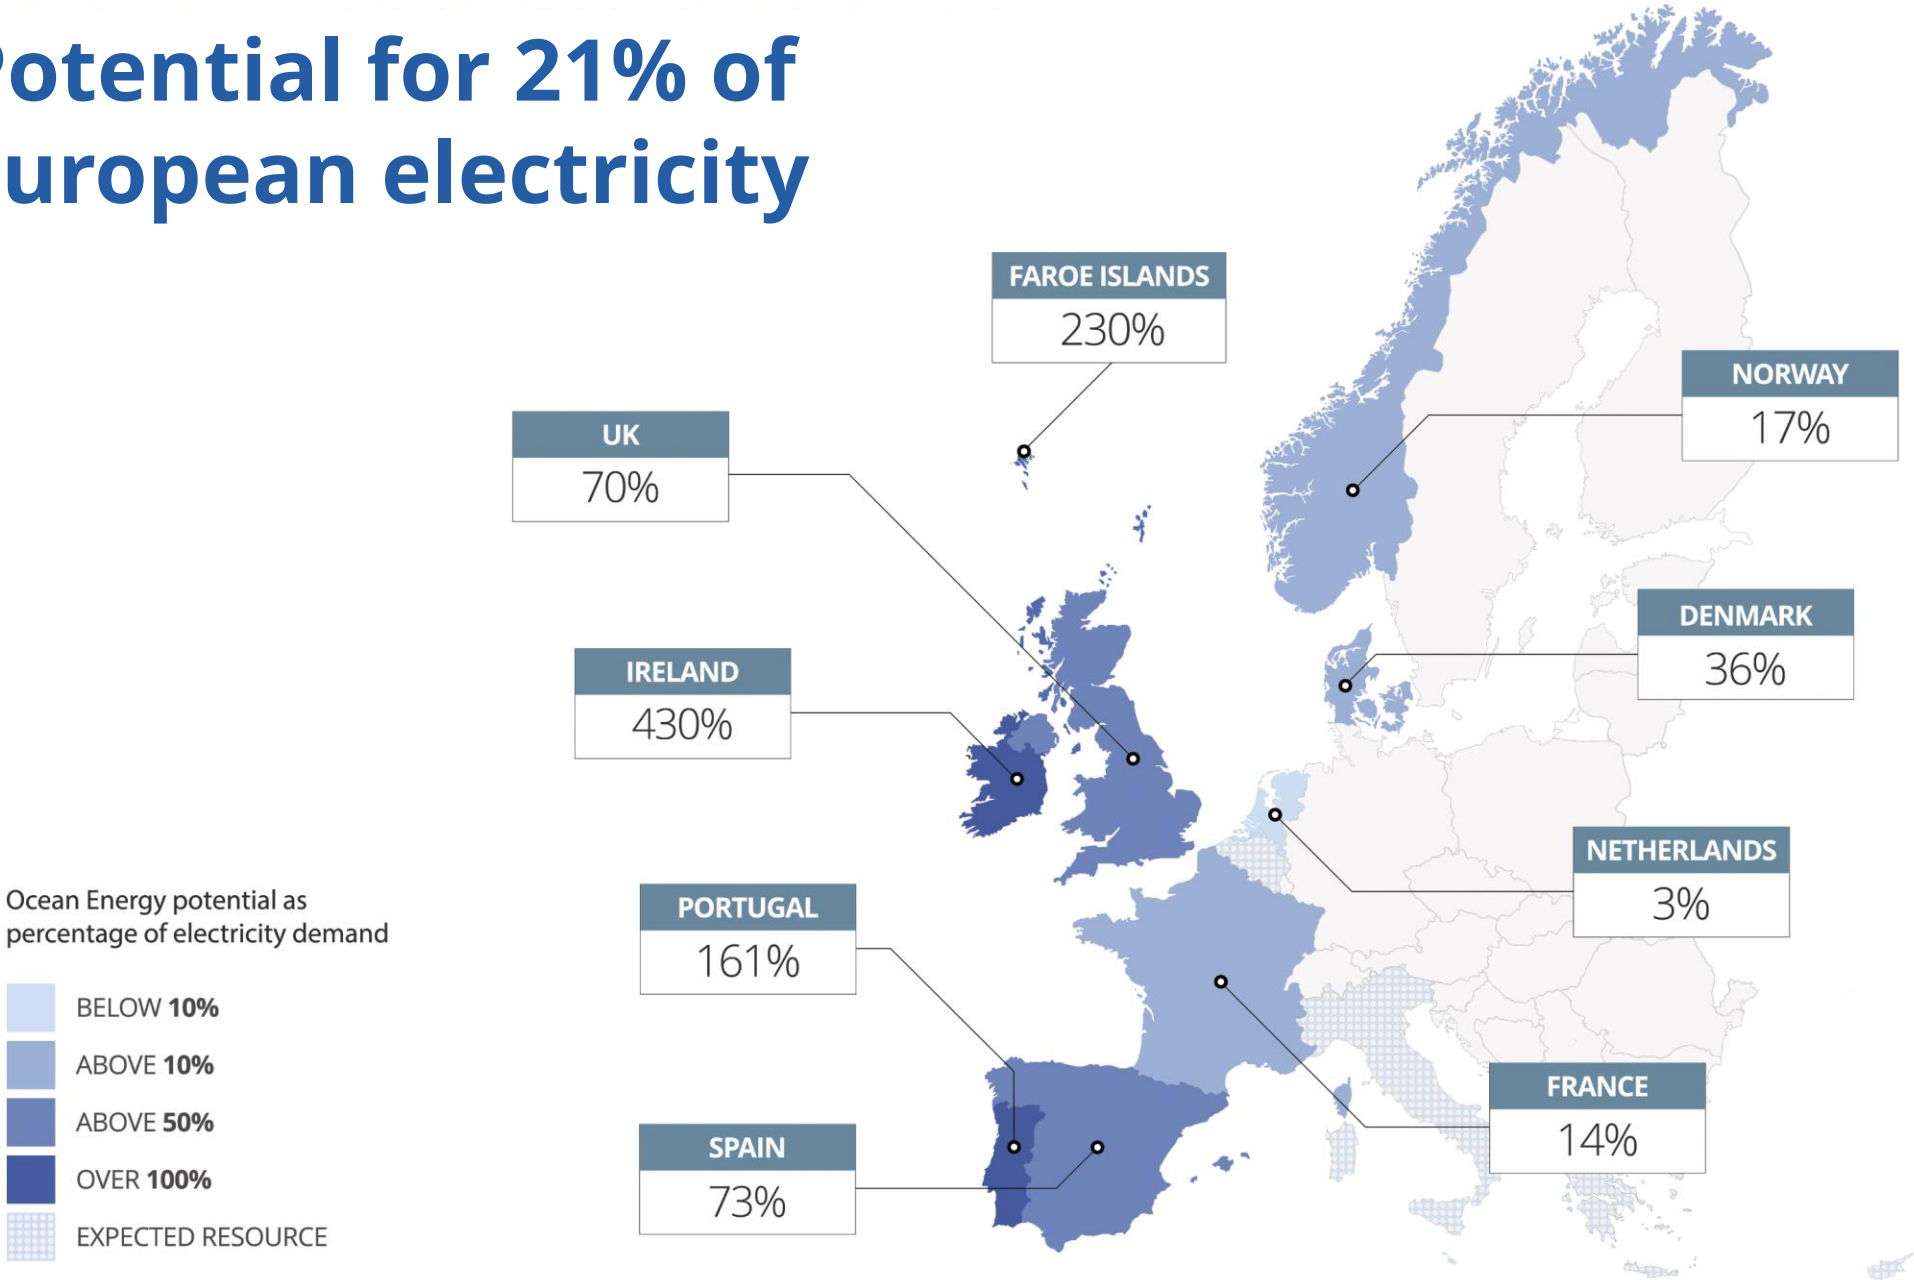 otential for 21% of
uropean electricity
FAROE ISLANDS
230%
NORWAY
17%
UK
70%
DENMARK
36%
IRELAND
430%
NETHERLANDS
3%
PORTUGAL
161%
Ocean Energy potential as
percentage of electricity demand
BELOW 10%
ABOVE 10%
ABOVE 50%
OVER 100%
EXPECTED RESOURCE
FRANCE
14%
SPAIN
73%